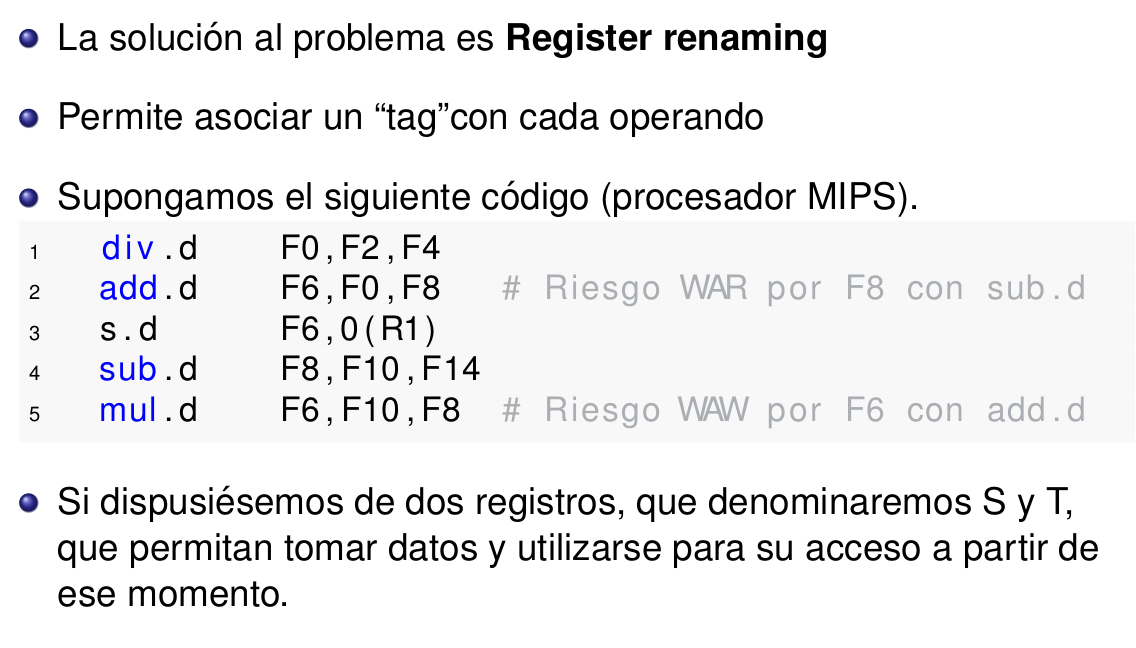 La solución al problema es Register renaming
Permite asociar un “tag”con cada operando
Supongamos el siguiente código (procesador MIPS).
1 div.d F0,F2,F4
2 add.d F6,F0,F8 # Riesgo WAR por F8 con sub.d
3 s.d F6,0(R1)
4 sub.d F8,F10,F14
5 mul.d F6,F10,F8 # Riesgo WAW por F6 con add.d
Si dispusiésemos de dos registros, que denominaremos S y T,
que permitan tomar datos y utilizarse para su acceso a partir de
ese momento.